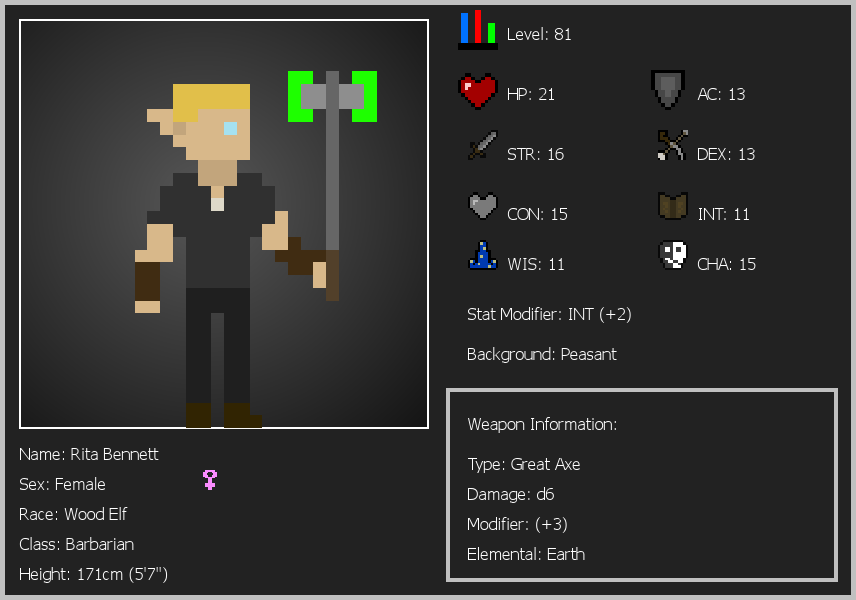 Level: 81
HP: 21
AC: 13
STR: 16
DEX: 13
CON: 15
INT: 11
WIS: 11
CHA: 15
Stat Modifier: INT (+2)
Background: Peasant
Weapon Information:
Type: Great Axe
Damage: d6
Modifier: (+3)
Elemental: Earth
Name: Rita Bennett
Sex: Female
Race: Wood Elf
Class: Barbarian
Height: 171cm (5'7")